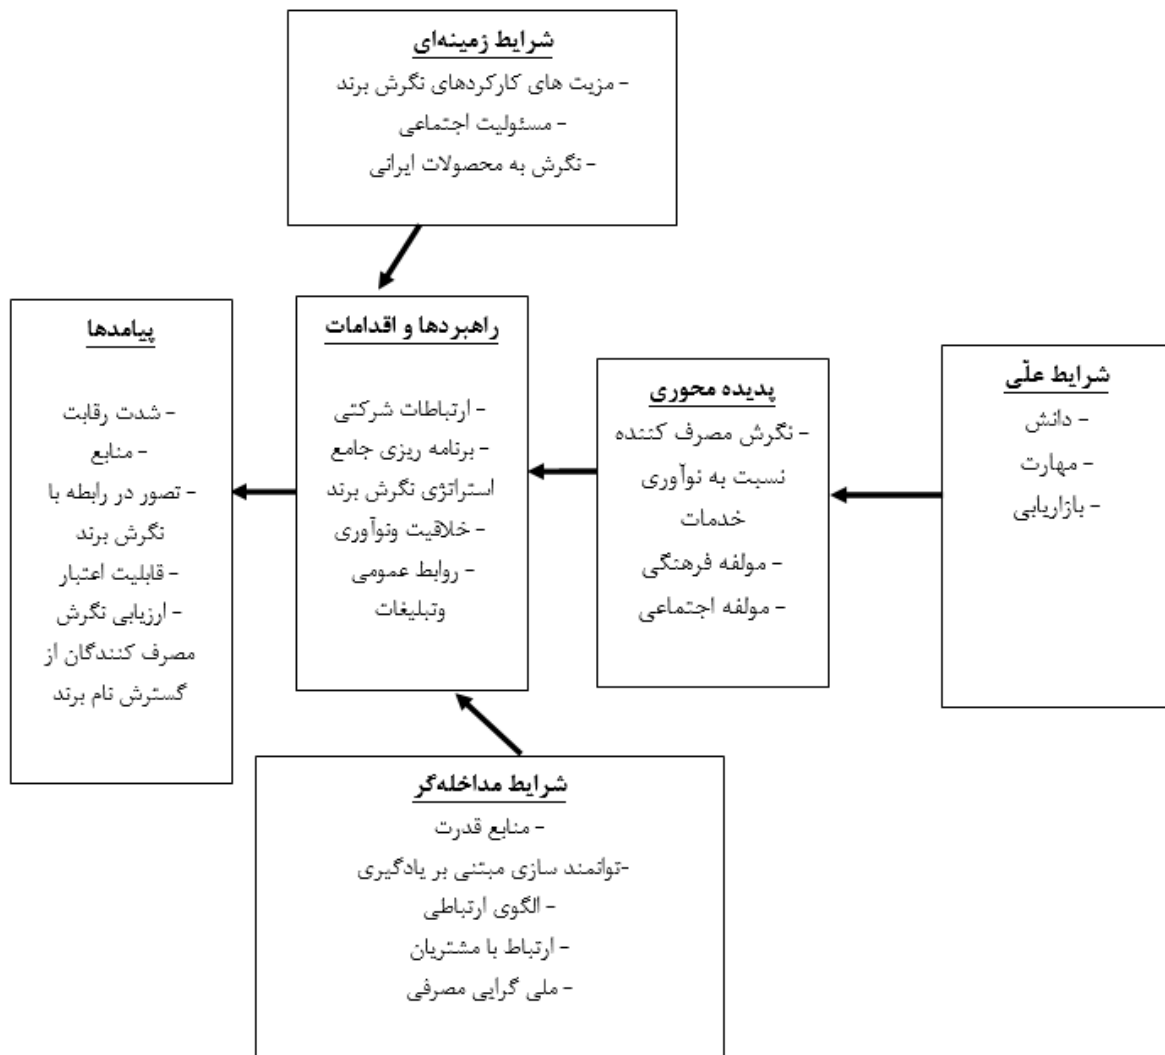 شرایط زمینه‌ای
- مزیت های کارکردهای نگرش برند
- مسئولیت اجتماعی
- نگرش به محصولات ایرانی
شرایط علّی
- دانش
- مهارت
- بازاریابی
پدیده محوری
- نگرش مصرف کننده
نسبت به نوآوری
خدمات
- مولفه فرهنگی
- مولفه اجتماعی
راهبردها و اقدامات
- ارتباطات شرکتی
- برنامه ریزی جامع
استراتژی نگرش برند
- خلاقیت ونوآوری
- روابط عمومی
وتبلیغات
پیامدها
- شدت رقابت
- منابع
- تصور در رابطه با
نگرش برند
- قابلیت اعتبار
- ارزیابی نگرش
مصرف کنندگان از
گسترش نام برند
شرایط مداخله‌گر
- منابع قدرت
-توانمند سازی مبتنی بر یادگیری
- الگوی ارتباطی
- ارتباط با مشتریان
- ملی گرایی مصرفی